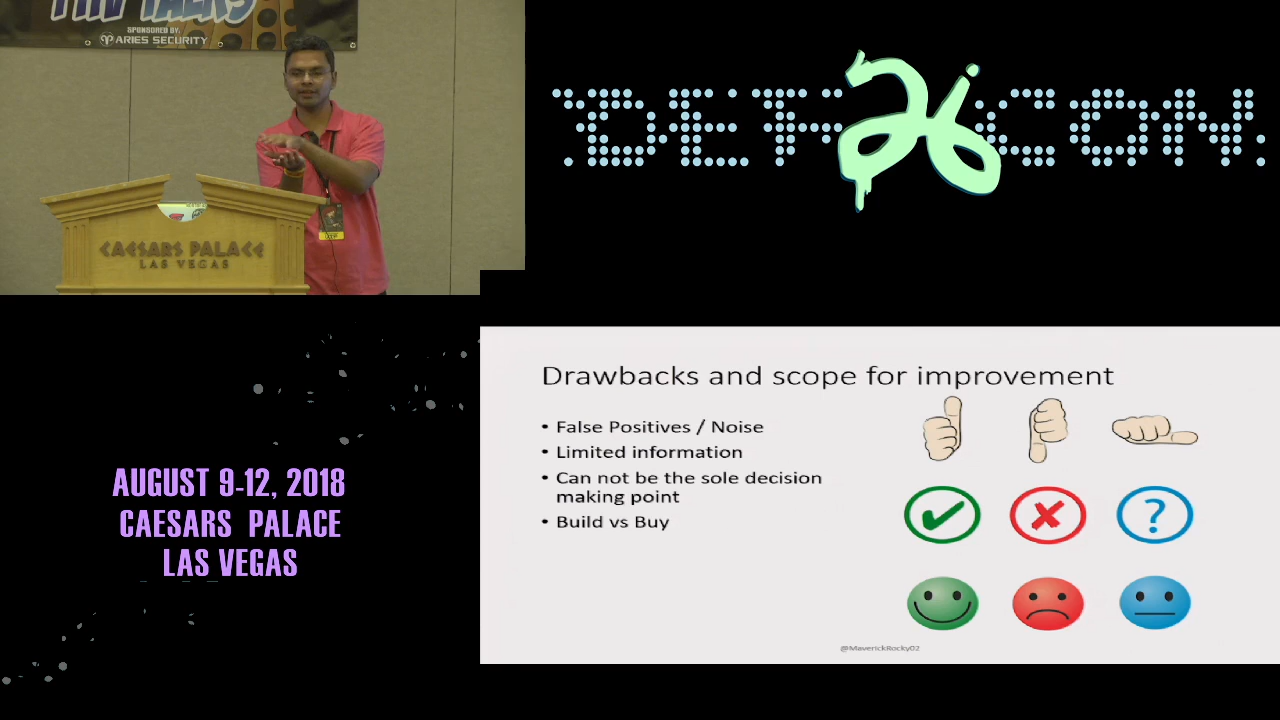 TALKS
SPONSORED BY:
ARIES SECURITY
CAESARS PALACE
LAS VEGAS
DEF CON
26
AUGUST 9-12, 2018
CAESARS PALACE
LAS VEGAS
Drawbacks and scope for improvement
• False Positives / Noise
• Limited information
• Can not be the sole decision
making point
• Build vs Buy
?
@MaverickRocky02